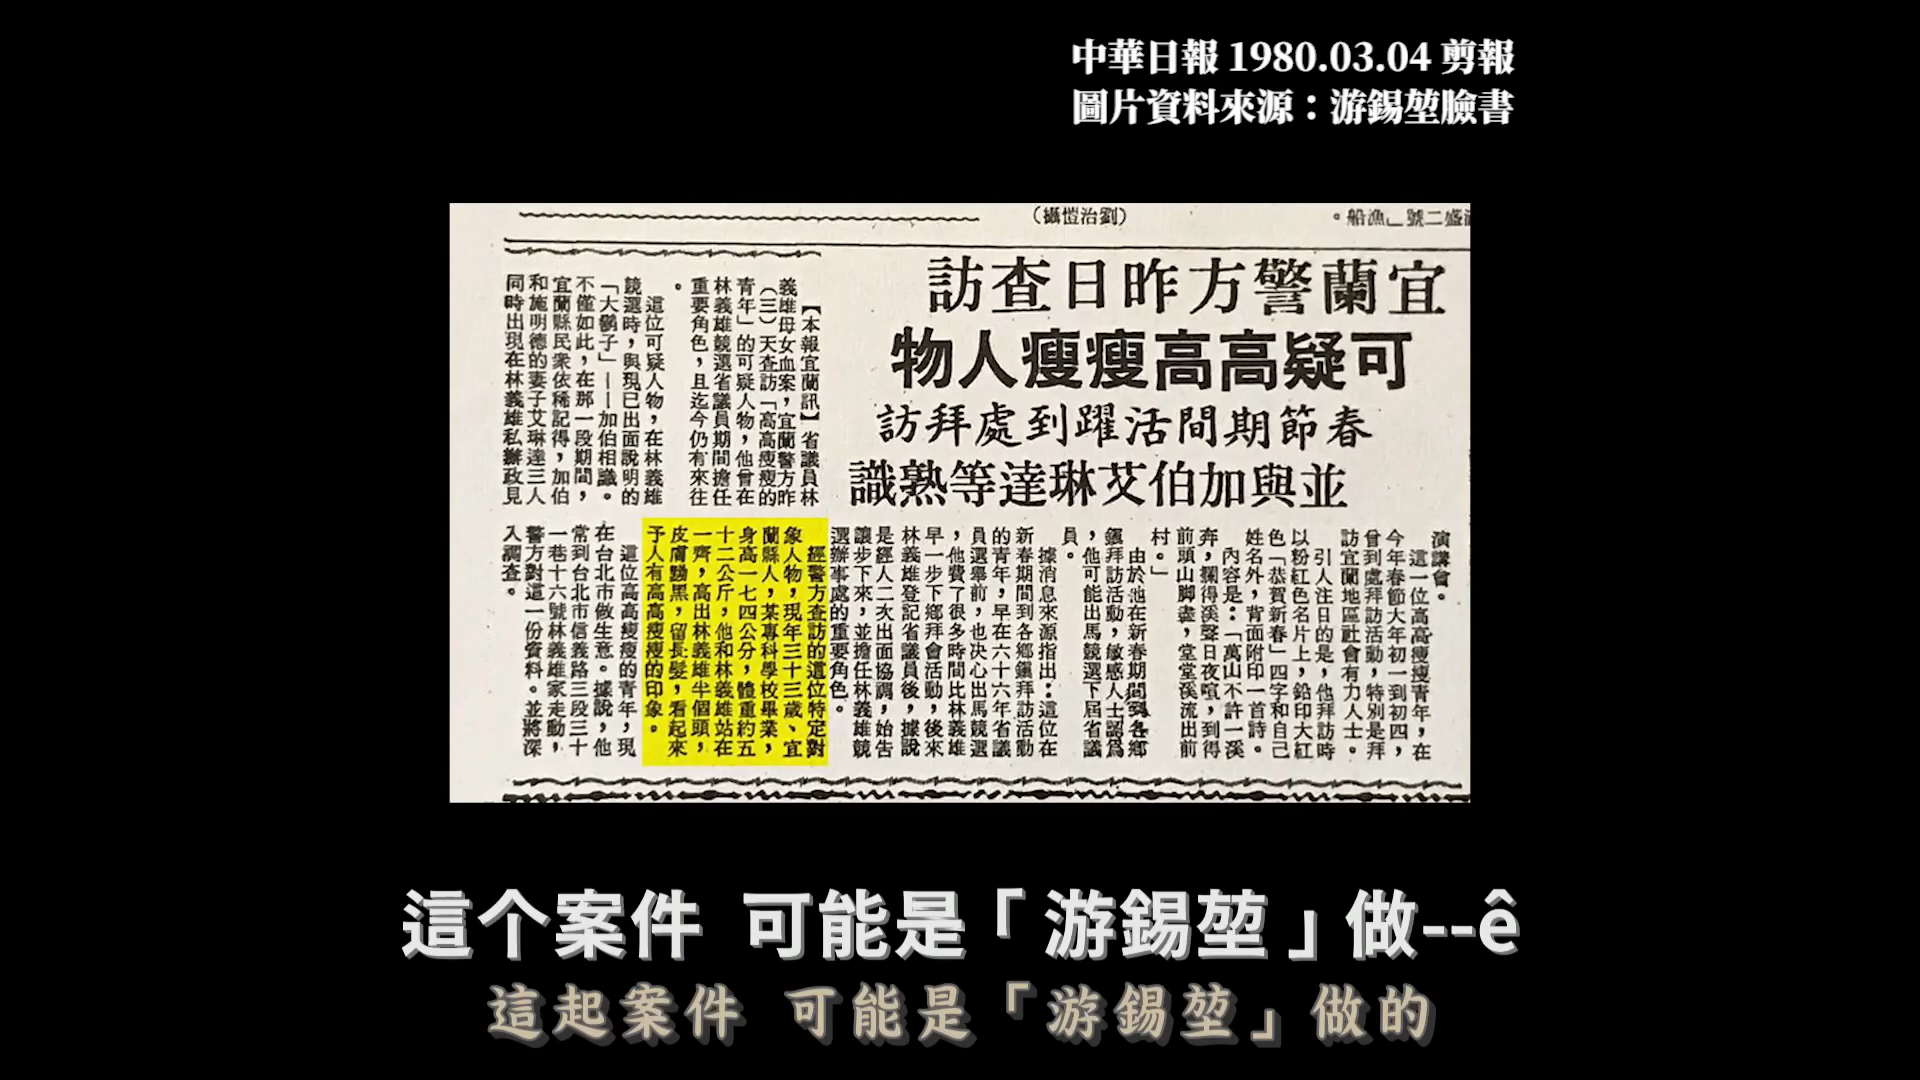 中華日報 1980.03.04 剪報
圖片資料來源：游錫堃臉書
（劉治愷攝）
盛二號」漁船。
宜蘭警方昨日查訪
可疑高高瘦瘦人物
春節期間活躍到處拜訪
並與加伯艾琳達等熟識
【本報宜蘭訊】省議員林
義雄母女血案，宜蘭警方昨
（三）天查訪「高高瘦瘦的
青年」的可疑人物，他曾在
林義雄競選省議員期間擔任
重要角色，且迄今仍有來往
。
這位可疑人物，在林義雄
競選時，與現已出面說明的
「大鬍子」——加伯相識。
不僅如此，在那一段期間，
宜蘭縣民衆依稀記得，加伯
和施明德的妻子艾琳達三人
同時出現在林義雄私辦政見
演講會。
這一位高高瘦瘦青年，在
今年春節大年初一到初四，
曾到處拜訪活動，特別是拜
訪宜蘭地區社會有力人士。
引人注目的是，他拜訪時
以粉紅色名片上，鉛印大紅
色「恭賀新春」四字和自己
姓名外，背面附印一首詩。
內容是：「萬山不許一溪
奔，攔得溪聲日夜喧，到得
前頭山脚盡，堂堂溪流出前
村。」
由於他在新春期間到各鄉
鎭拜訪活動，敏感人士認爲
，他可能出馬競選下屆省議
員。
據消息來源指出：這位在
新春期間到各鄉鎭拜訪活動
的青年，早在六十六年省議
員選舉前，也決心出馬競選
，他費了很多時間比林義雄
早一步下鄉拜會活動，後來
林義雄登記省議員後，據說
是經人二次出面協調，始告
讓步下來，並擔任林義雄競
選辦事處的重要角色。
經警方查訪的這位特定對
象人物，現年三十三歲、宜
蘭縣人，某專科學校畢業，
身高一七四公分，體重約五
十二公斤，他和林義雄站在
一齊，高出林義雄半個頭，
皮膚黝黑，留長髮，看起來
予人有高高瘦瘦的印象。
這位高高瘦瘦的青年，現
在台北市做生意。據說，他
常到台北市信義路三段三十
一巷十六號林義雄家走動，
警方對這一份資料。並將深
入調查。
這个案件 可能是「游錫堃」做--ê
這起案件 可能是「游錫堃」做的